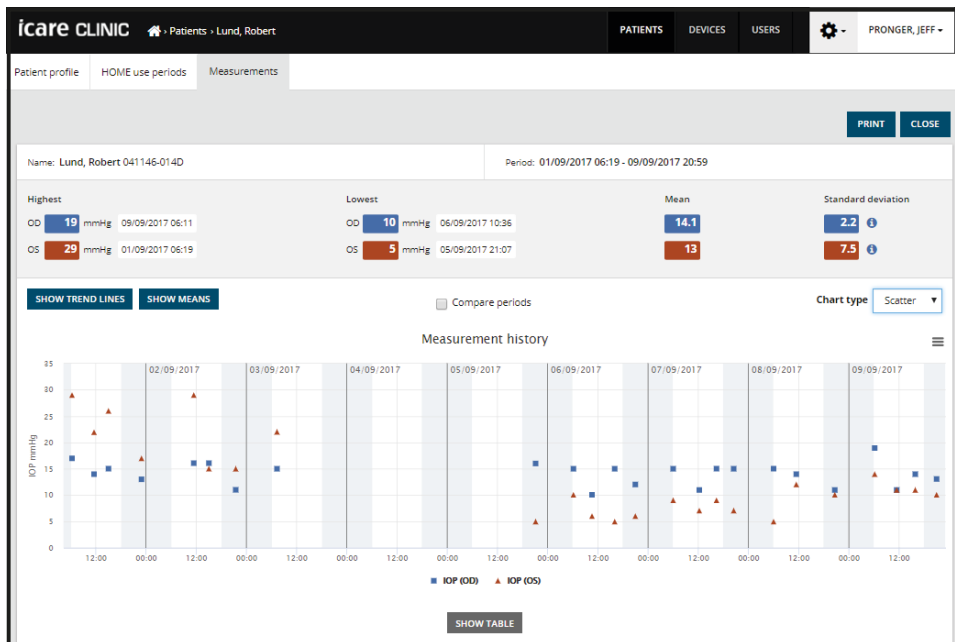 icare CLINIC › Patients › Lund, Robert PATIENTS DEVICES USERS PRONGER, JEFF
Patient profile HOME use periods Measurements
PRINT CLOSE
Name: Lund, Robert 041146-014D Period: 01/09/2017 06:19 - 09/09/2017 20:59
Highest Lowest Mean Standard deviation
OD 19 mmHg 09/09/2017 06:11 OD 10 mmHg 06/09/2017 10:36 14.1 2.2
OS 29 mmHg 01/09/2017 06:19 OS 5 mmHg 05/09/2017 21:07 13 7.5
SHOW TREND LINES SHOW MEANS Compare periods Chart type Scatter
Measurement history
02/09/2017 03/09/2017 04/09/2017 05/09/2017 06/09/2017 07/09/2017 08/09/2017 09/09/2017
35
30
25
20
15
10
5
0
IOP mmHg
12:00 00:00 12:00 00:00 12:00 00:00 12:00 00:00 12:00 00:00 12:00 00:00 12:00 00:00 12:00 00:00 12:00
IOP (OD) IOP (OS)
SHOW TABLE